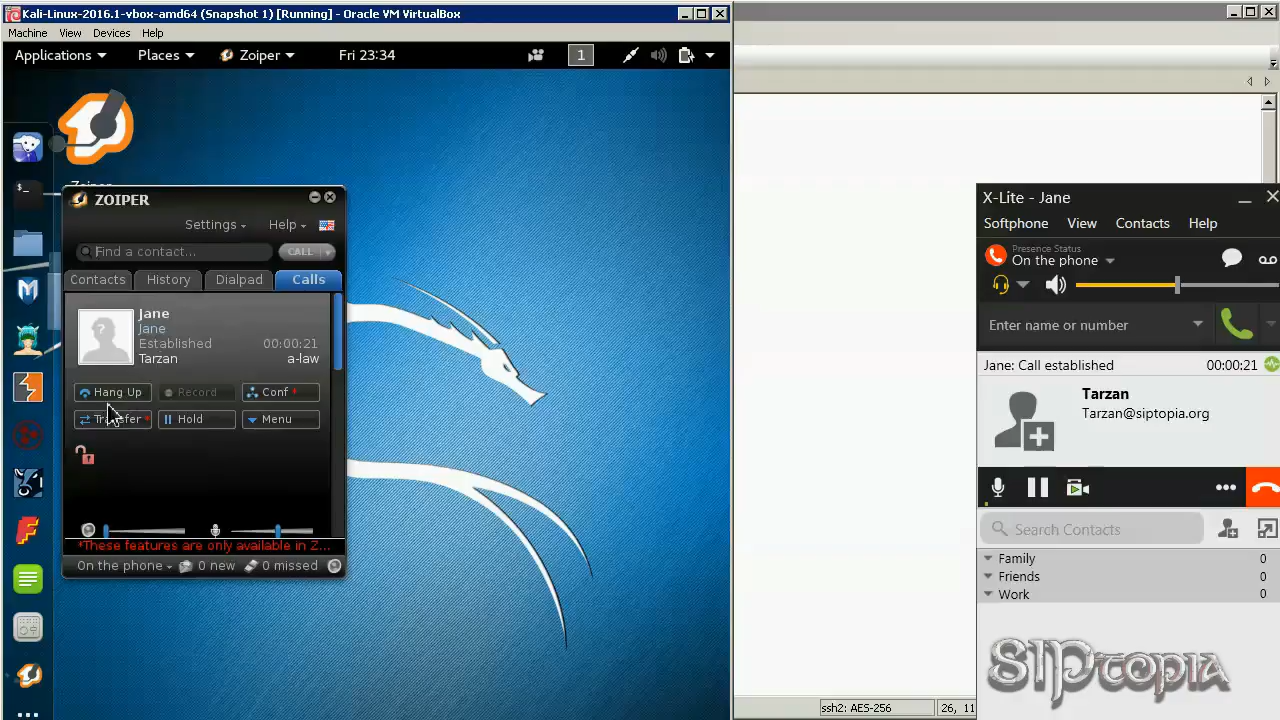 Kali-Linux-2016.1-vbox-amd64 (Snapshot 1) [Running] - Oracle VM VirtualBox
Machine View Devices Help
Applications Places Zoiper Fri 23:34 1
Zoiper
ZOIPER
Settings Help
Find a contact... CALL
Contacts History Dialpad Calls
Jane
Jane
Established 00:00:21
Tarzan a-law
Hang Up Record Conf *
Transfer * Hold Menu
*These features are only available in Z...
On the phone 0 new 0 missed
X-Lite - Jane
Softphone View Contacts Help
Presence Status
On the phone
Enter name or number
Jane: Call established 00:00:21
Tarzan
Tarzan@siptopia.org
Search Contacts
Family 0
Friends 0
Work 0
SIPtopia
ssh2: AES-256 26, 11